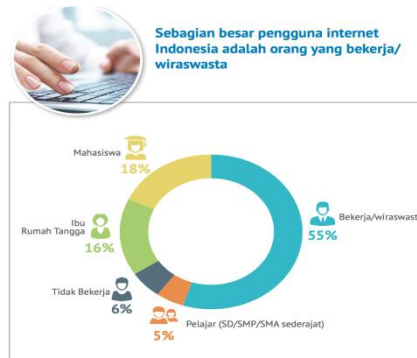 Sebagian besar pengguna internet
Indonesia adalah orang yang bekerja/
wiraswasta
Mahasiswa
18%
Bekerja/wiraswast
55%
Ibu
Rumah Tangga
16%
Tidak Bekerja
6%
Pelajar (SD/SMP/SMA sederajat)
5%